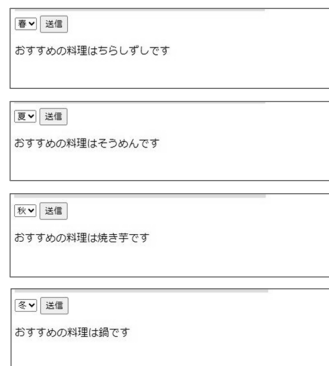 春 送信
おすすめの料理はちらしずしです
夏 送信
おすすめの料理はそうめんです
秋 送信
おすすめの料理は焼き芋です
冬 送信
おすすめの料理は鍋です